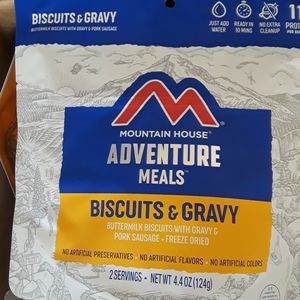 BISCUITS & GRAVY
BUTTERMILK BISCUITS WITH GRAVY & PORK SAUSAGE
JUST ADD WATER
READY IN 10 MINS
NO EXTRA CLEANUP
MOUNTAIN HOUSE®
ADVENTURE
MEALS™
BISCUITS & GRAVY
BUTTERMILK BISCUITS WITH GRAVY &
PORK SAUSAGE • FREEZE DRIED
NO ARTIFICIAL PRESERVATIVES • NO ARTIFICIAL FLAVORS • NO ARTIFICIAL COLORS
2 SERVINGS • NET WT 4.4 OZ (124g)